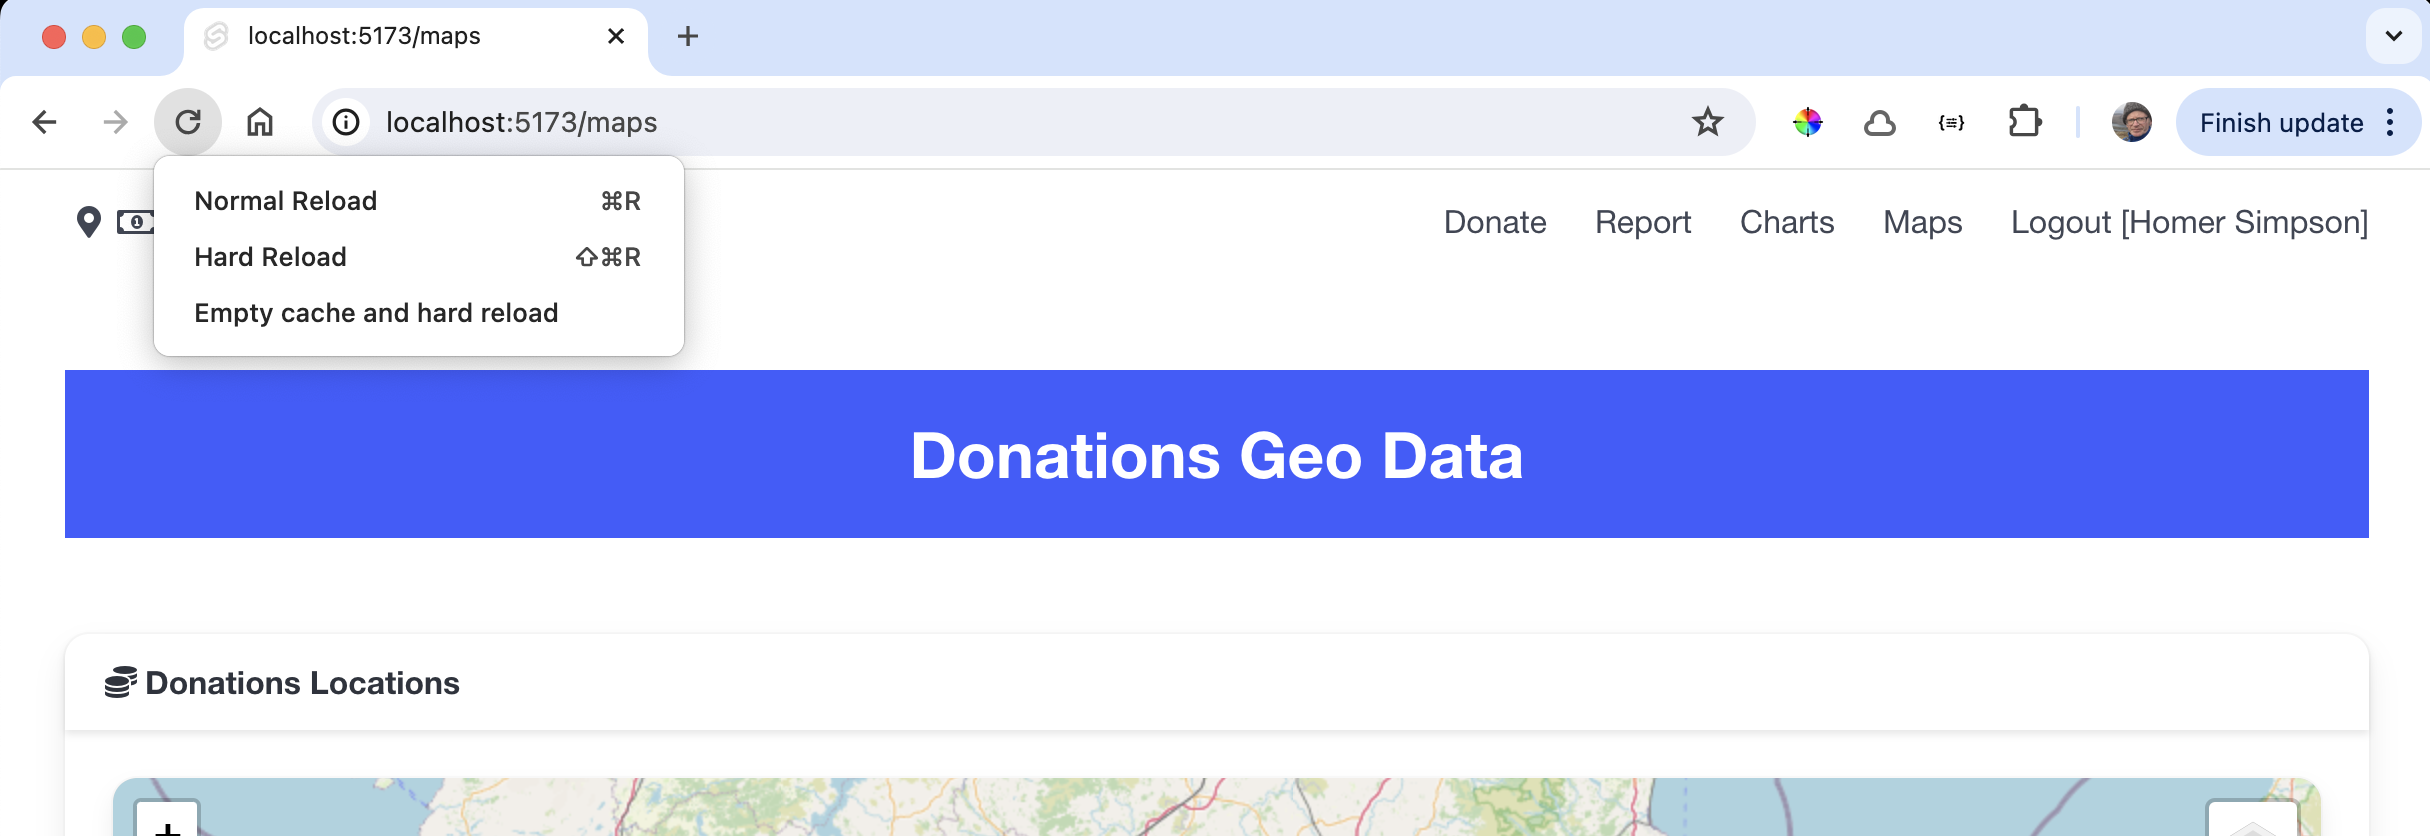 localhost:5173/maps
localhost:5173/maps
Finish update
Normal Reload ⌘R
Hard Reload ⇧⌘R
Empty cache and hard reload
Donate Report Charts Maps Logout [Homer Simpson]
Donations Geo Data
Donations Locations
+